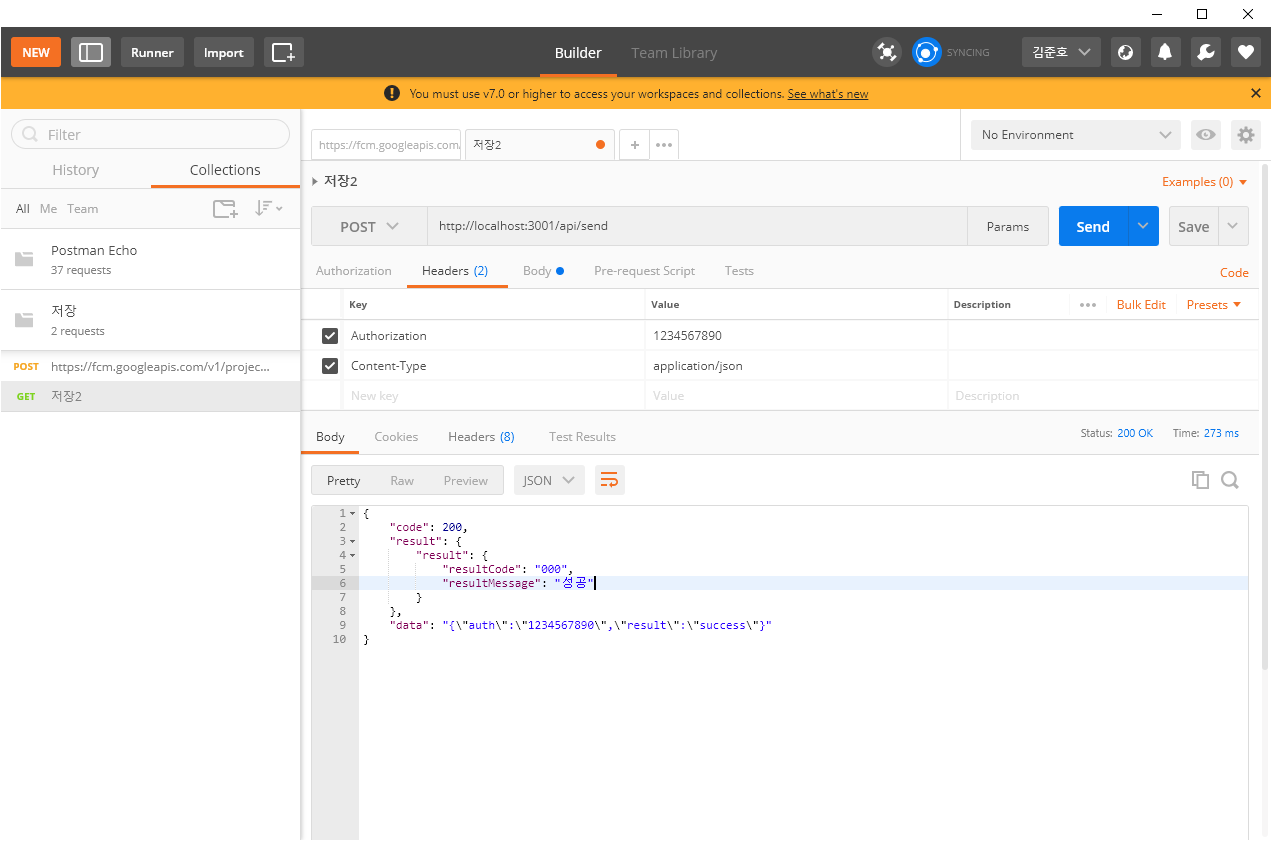 NEW Runner Import Builder Team Library SYNCING 김준호
You must use v7.0 or higher to access your workspaces and collections. See what's new
Filter
History Collections
All Me Team
Postman Echo
37 requests
저장
2 requests
POST https://fcm.googleapis.com/v1/projec...
GET 저장2
https://fcm.googleapis.com 저장2 + ••• No Environment
저장2 Examples (0)
POST http://localhost:3001/api/send Params Send Save
Authorization Headers (2) Body Pre-request Script Tests Code
Key Value Description ••• Bulk Edit Presets
Authorization 1234567890
Content-Type application/json
New key Value Description
Body Cookies Headers (8) Test Results Status: 200 OK Time: 273 ms
Pretty Raw Preview JSON
1 {
2 "code": 200,
3 "result": {
4 "result": {
5 "resultCode": "000",
6 "resultMessage": "성공"
7 }
8 },
9 "data": "{\"auth\":\"1234567890\",\"result\":\"success\"}"
10 }